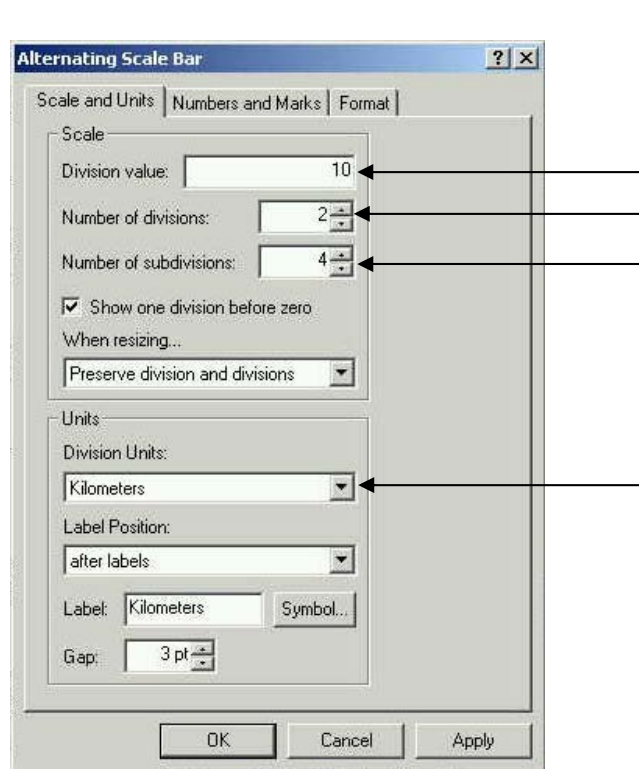 Alternating Scale Bar
Scale and Units Numbers and Marks Format
Scale
Division value: 10
Number of divisions: 2
Number of subdivisions: 4
Show one division before zero
When resizing...
Preserve division and divisions
Units
Division Units:
Kilometers
Label Position:
after labels
Label: Kilometers Symbol...
Gap: 3 pt
OK Cancel Apply